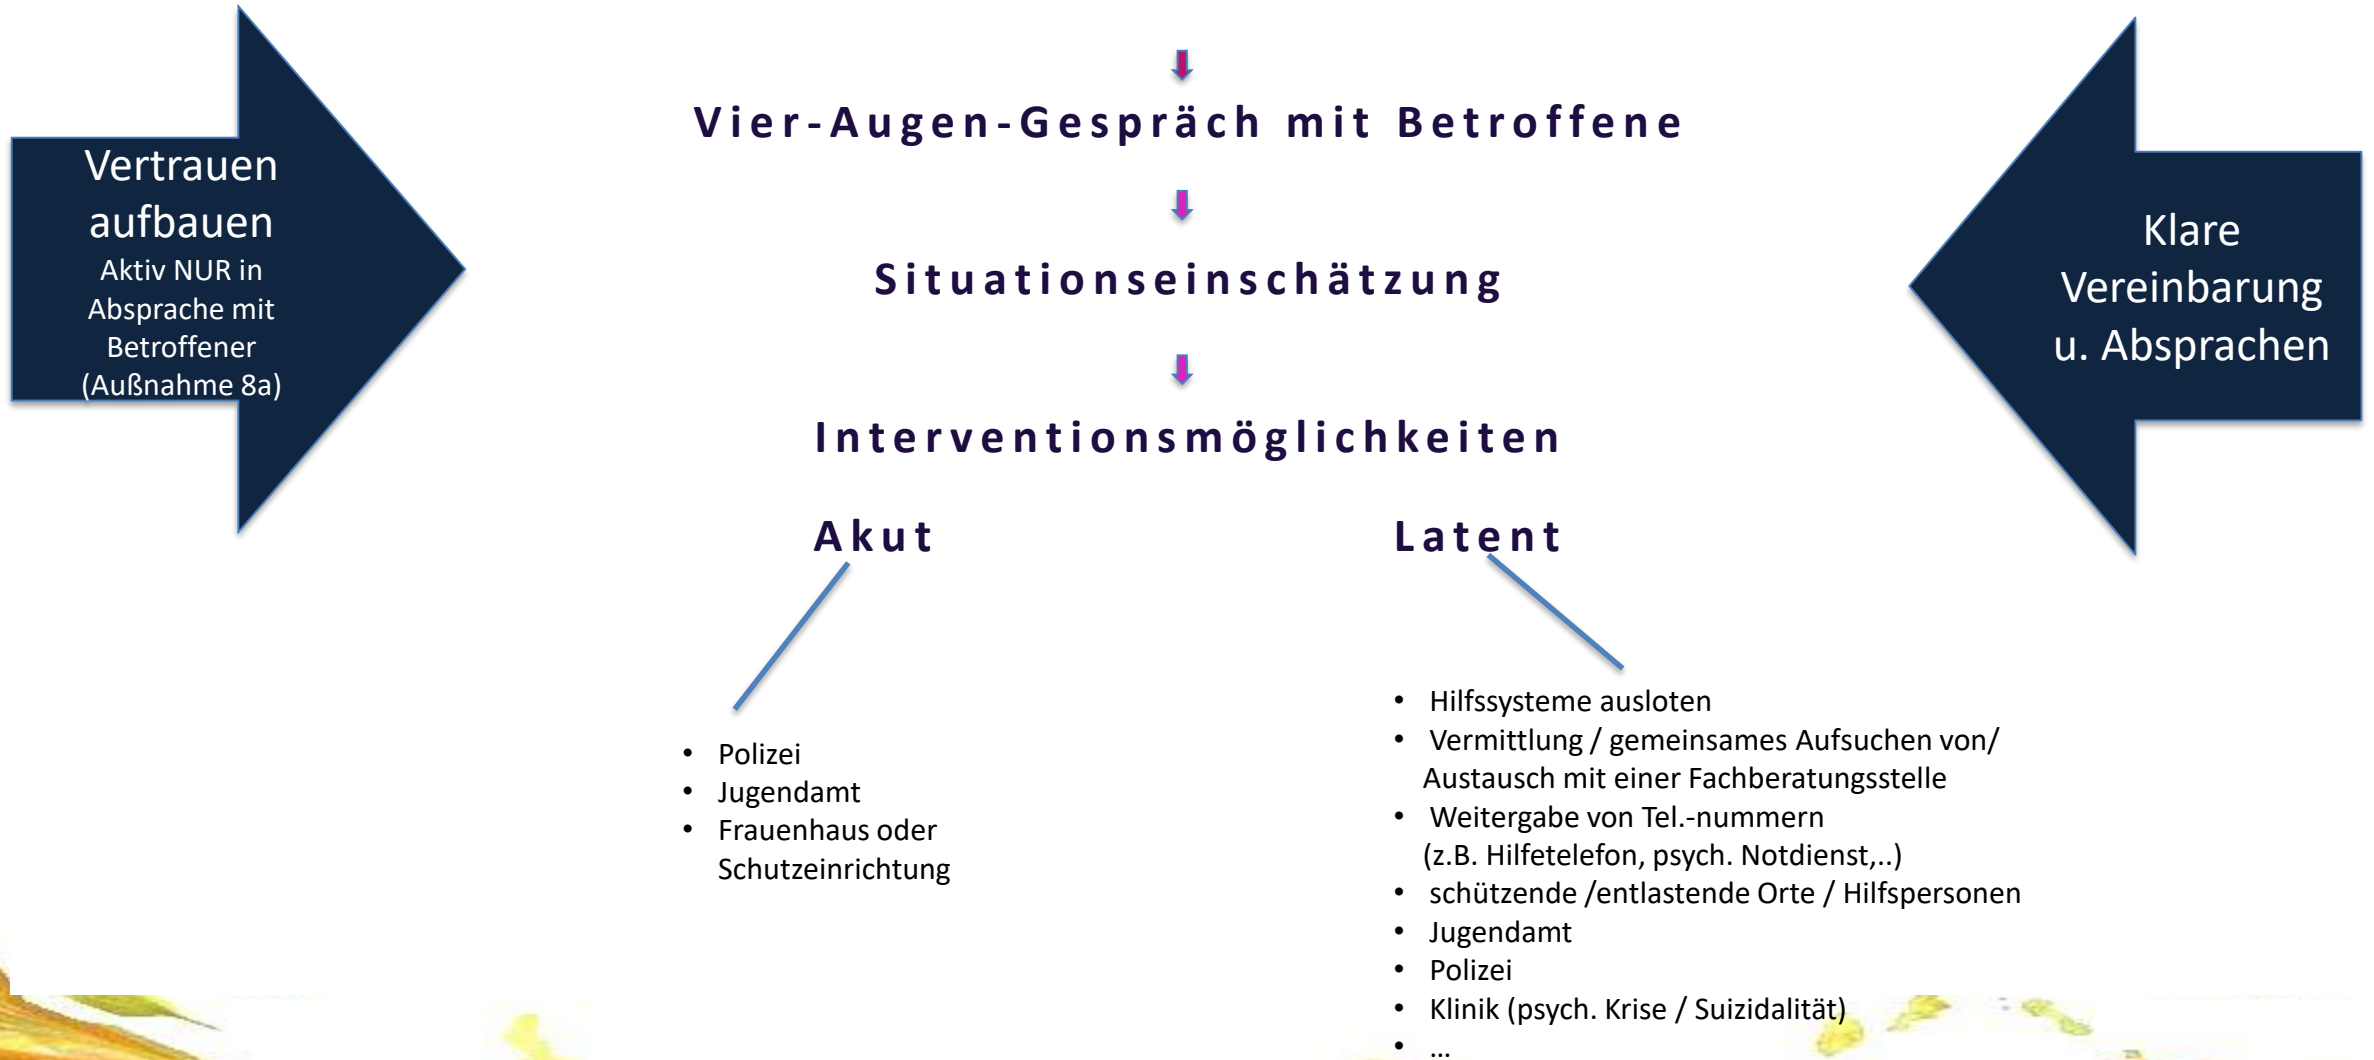 Vertrauen
aufbauen
Aktiv NUR in
Absprache mit
Betroffener
(Außnahme 8a)
Vier-Augen-Gespräch mit Betroffene
Situationseinschätzung
Interventionsmöglichkeiten
Klare
Vereinbarung
u. Absprachen
Akut
• Polizei
• Jugendamt
• Frauenhaus oder
Schutzeinrichtung
Latent
• Hilfssysteme ausloten
• Vermittlung / gemeinsames Aufsuchen von/
Austausch mit einer Fachberatungsstelle
• Weitergabe von Tel.-nummern
(z.B. Hilfetelefon, psych. Notdienst,..)
• schützende /entlastende Orte / Hilfspersonen
• Jugendamt
• Polizei
• Klinik (psych. Krise / Suizidalität)
• …